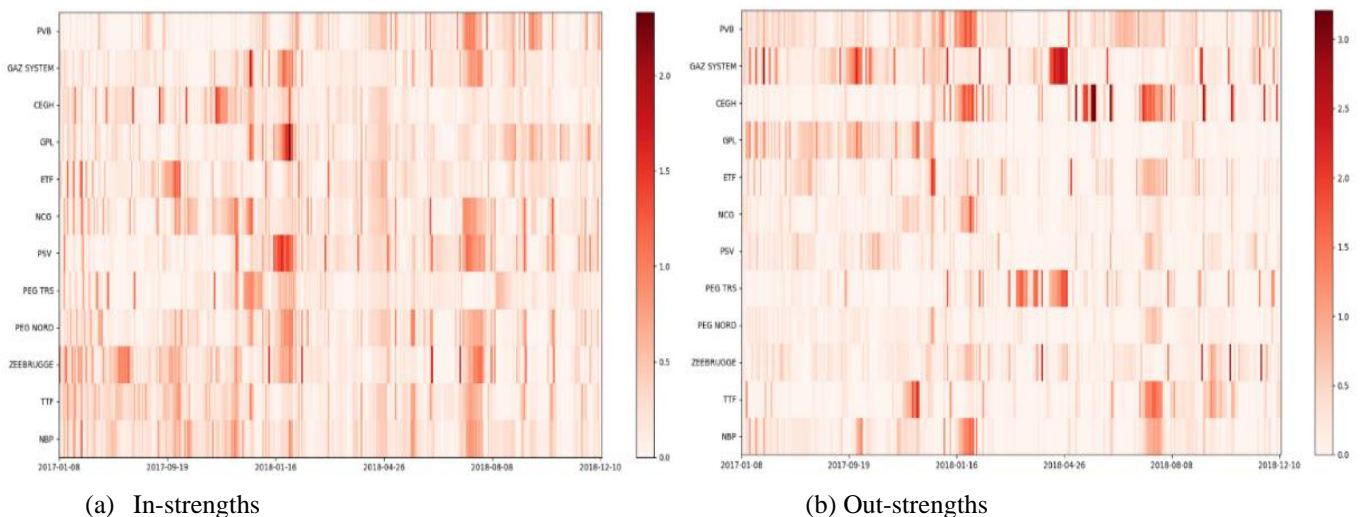 PVB
GAZ SYSTEM
CEGH
GPL
ETF
NCG
PSV
PEG TRS
PEG NORD
ZEEBRUGGE
TTF
NBP
2017-01-08 2017-09-19 2018-01-16 2018-04-26 2018-08-08 2018-12-10
2.0
1.5
1.0
0.5
0.0
PVB
GAZ SYSTEM
CEGH
GPL
ETF
NCG
PSV
PEG TRS
PEG NORD
ZEEBRUGGE
TTF
NBP
2017-01-08 2017-09-19 2018-01-16 2018-04-26 2018-08-08 2018-12-10
3.0
2.5
2.0
1.5
1.0
0.5
0.0
(a) In-strengths
(b) Out-strengths